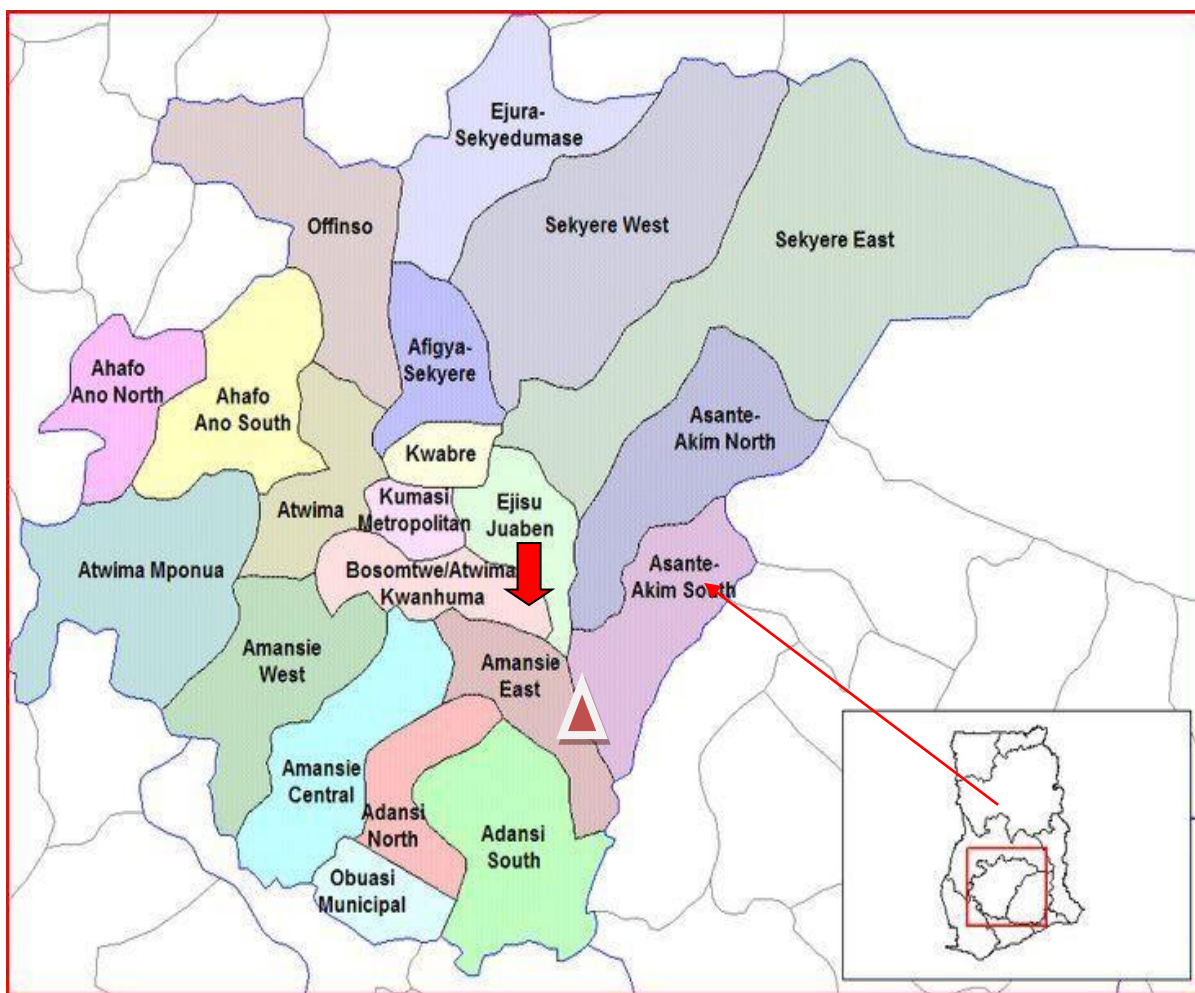 Ejura-
Sekyedumase
Offinso
Sekyere West
Sekyere East
Afigya-
Sekyere
Ahafo
Ano North
Ahafo
Ano South
Asante-
Akim North
Kwabre
Kumasi
Metropolitan
Ejisu
Juaben
Atwima
Atwima Mponua
Bosomtwe/Atwima
Kwanhuma
Asante-
Akim South
Amansie
West
Amansie
East
Amansie
Central
Adansi
North
Adansi
South
Obuasi
Municipal